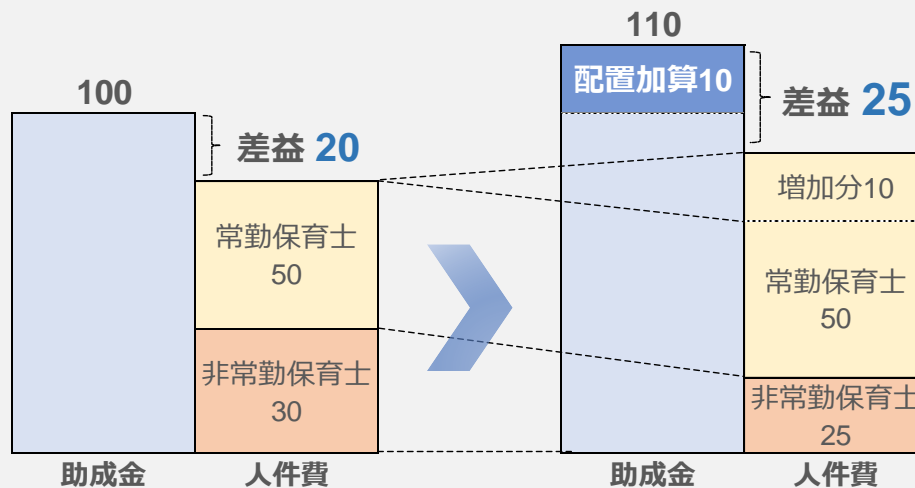 100
差益 20
常勤保育士
50
非常勤保育士
30
助成金
人件費
110
配置加算10
差益 25
増加分10
常勤保育士
50
非常勤保育士
25
助成金
人件費